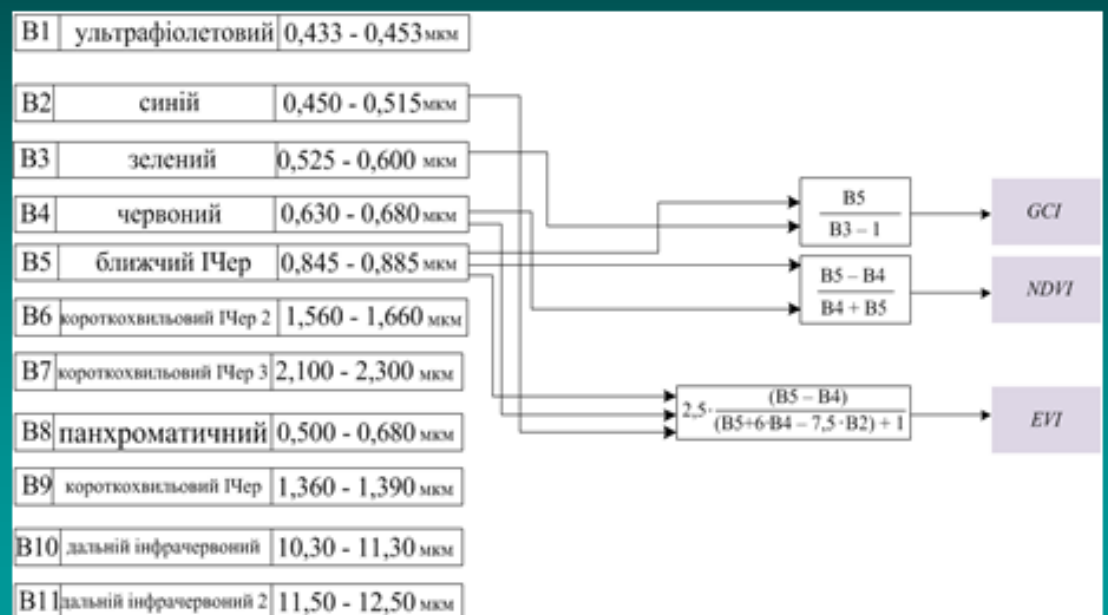 B1 ультрафіолетовий 0,433 - 0,453 мкм
B2 синій 0,450 - 0,515 мкм
B3 зелений 0,525 - 0,600 мкм
B4 червоний 0,630 - 0,680 мкм
B5 ближчий ІЧер 0,845 - 0,885 мкм
B6 короткохвильовий ІЧер 2 1,560 - 1,660 мкм
B7 короткохвильовий ІЧер 3 2,100 - 2,300 мкм
B8 панхроматичний 0,500 - 0,680 мкм
B9 короткохвильовий ІЧер 1,360 - 1,390 мкм
B10 дальній інфрачервоний 10,30 - 11,30 мкм
B11 дальній інфрачервоний 2 11,50 - 12,50 мкм
B5
B3 – 1
GCI
B5 – B4
B4 + B5
NDVI
2,5·
(B5 – B4)
(B5+6·B4 – 7,5·B2) + 1
EVI